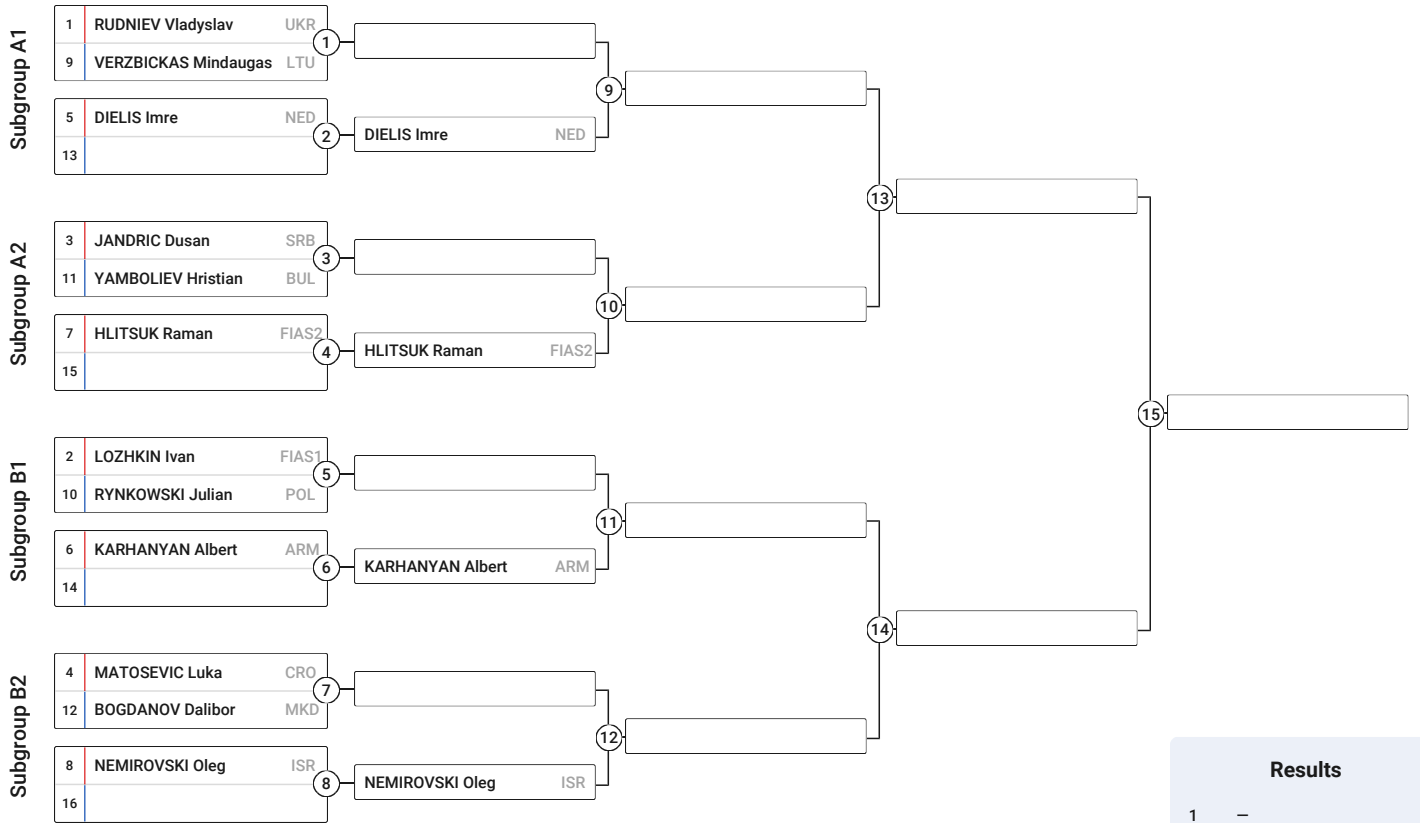 Subgroup A1
1 RUDNIEV Vladyslav UKR
9 VERZBICKAS Mindaugas LTU
1
5 DIELIS Imre NED
13
2
DIELIS Imre NED
9
Subgroup A2
3 JANDRIC Dusan SRB
11 YAMBOLIEV Hristian BUL
3
7 HLITSUK Raman FIAS2
15
4
HLITSUK Raman FIAS2
10
13
Subgroup B1
2 LOZHKIN Ivan FIAS1
10 RYNKOWSKI Julian POL
5
6 KARHANYAN Albert ARM
14
6
KARHANYAN Albert ARM
11
Subgroup B2
4 MATOSEVIC Luka CRO
12 BOGDANOV Dalibor MKD
7
8 NEMIROVSKI Oleg ISR
16
8
NEMIROVSKI Oleg ISR
12
14
15
Results
1 –